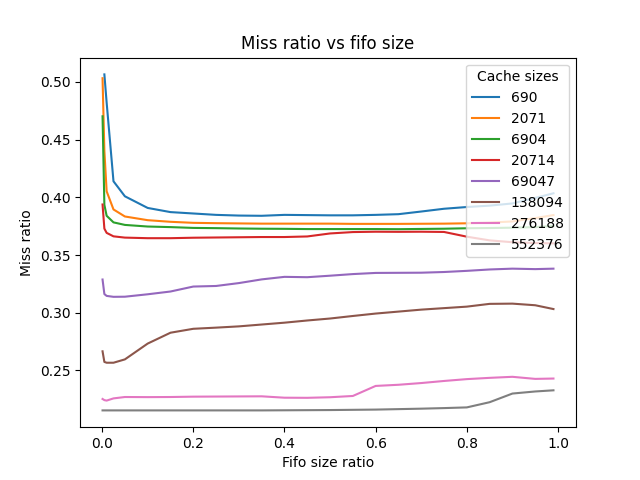 Miss ratio vs fifo size
Cache sizes
690
2071
6904
20714
69047
138094
276188
552376
0.50
0.45
0.40
0.35
0.30
0.25
Miss ratio
0.0 0.2 0.4 0.6 0.8 1.0
Fifo size ratio